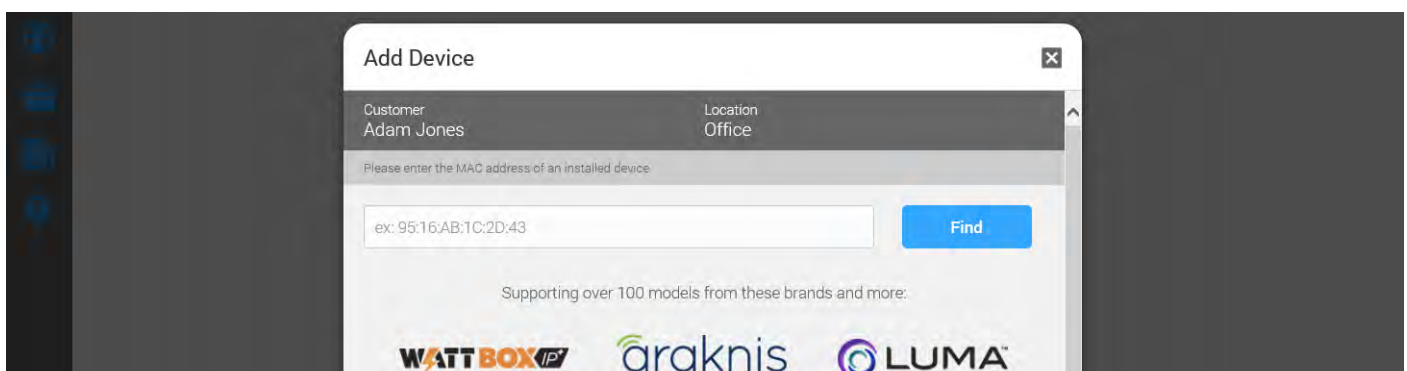 Add Device
Customer
Adam Jones
Location
Office
Please enter the MAC address of an installed device
ex: 95:16:AB:1C:2D:43
Find
Supporting over 100 models from these brands and more:
WATTBOX IP+
araknis
LUMA™